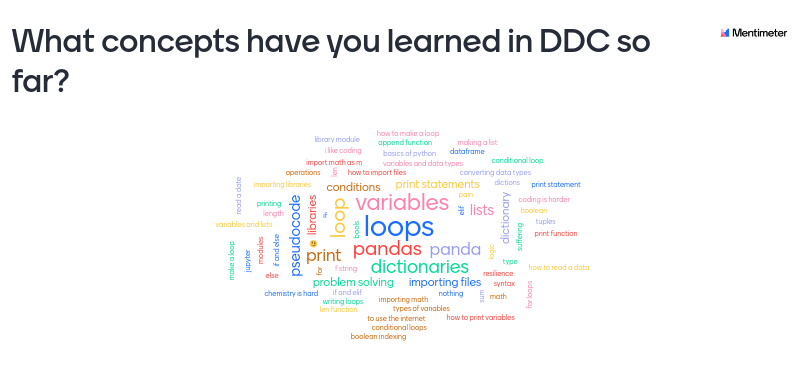 What concepts have you learned in DDC so
far?
Mentimeter
how to make a loop
library module
append function
making a list
i like coding
basics of python
dataframe
import math as m
variables and data types
conditional loop
operations
len
how to import files
converting data types
read a date
importing libraries
conditions
print statements
dictions
print statement
printing
pseudocode
libraries
loop
variables
pain
coding is harder
length
if
bools
loops
elif
lists
dictionary
boolean
variables and lists
tuples
make a loop
jupyter
modules
if and else
print
pandas
panda
logic
suffering
print function
else
for
f string
dictionaries
type
resilience
how to read a data
problem solving
importing files
syntax
chemistry is hard
if and elif
nothing
sum
math
for loops
writing loops
importing math
len function
types of variables
to use the internet
how to print variables
conditional loops
boolean indexing